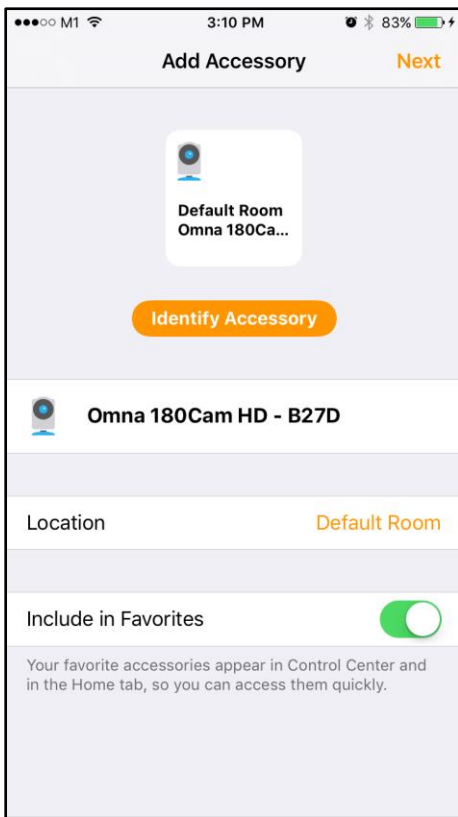 M1 3:10 PM 83%
Add Accessory Next
Default Room
Omna 180Ca...
Identify Accessory
Omna 180Cam HD - B27D
Location Default Room
Include in Favorites
Your favorite accessories appear in Control Center and
in the Home tab, so you can access them quickly.